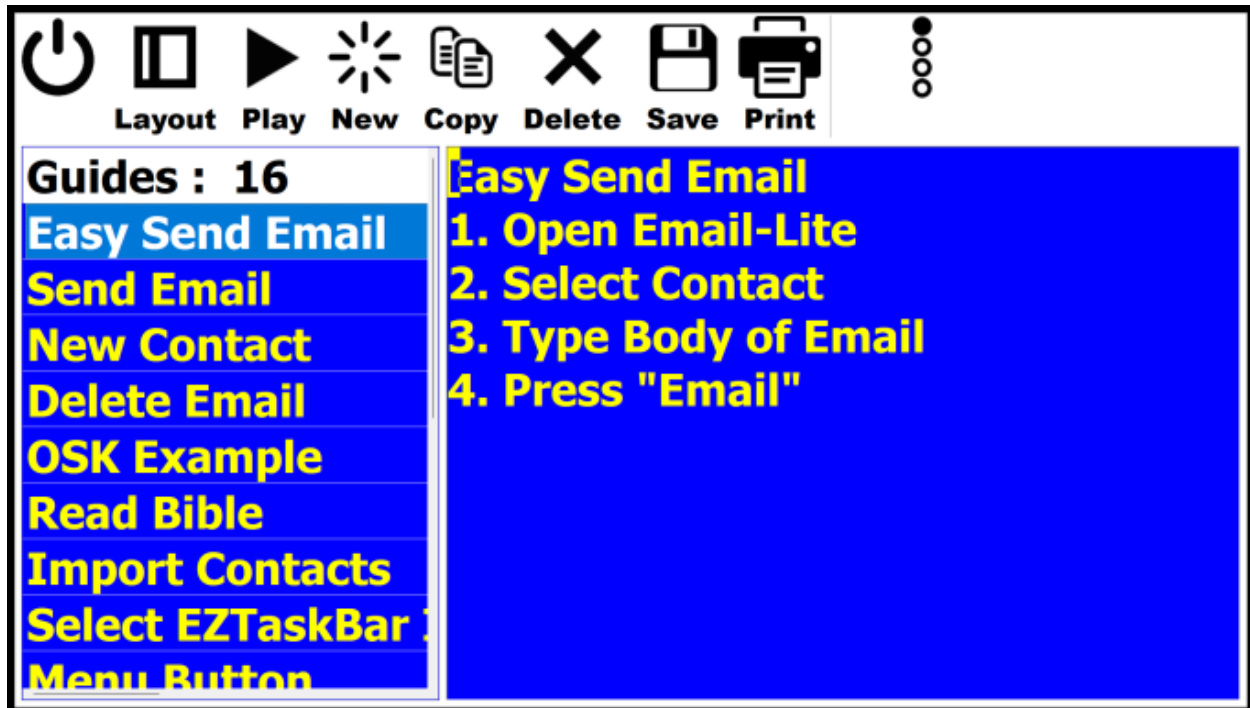 Layout Play New Copy Delete Save Print
Guides : 16
Easy Send Email
Send Email
New Contact
Delete Email
OSK Example
Read Bible
Import Contacts
Select EZTaskBar
Menu Button
Easy Send Email
1. Open Email-Lite
2. Select Contact
3. Type Body of Email
4. Press "Email"